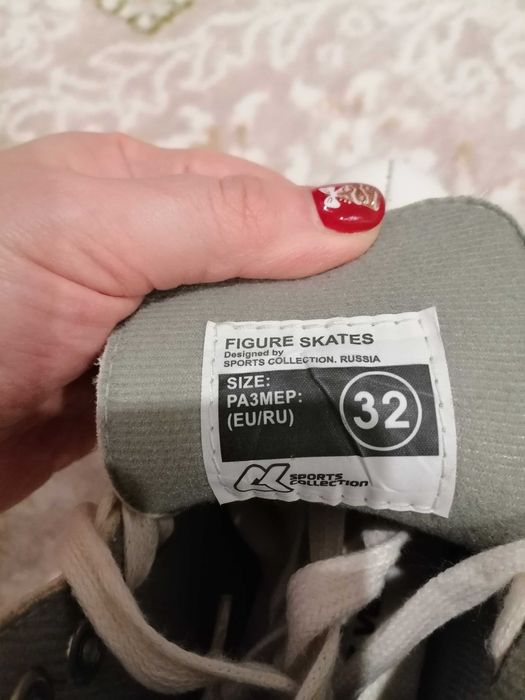 FIGURE SKATES
Designed by
SPORTS COLLECTION, RUSSIA
SIZE:
РАЗМЕР:
(EU/RU)
32
SPORTS
COLLECTION